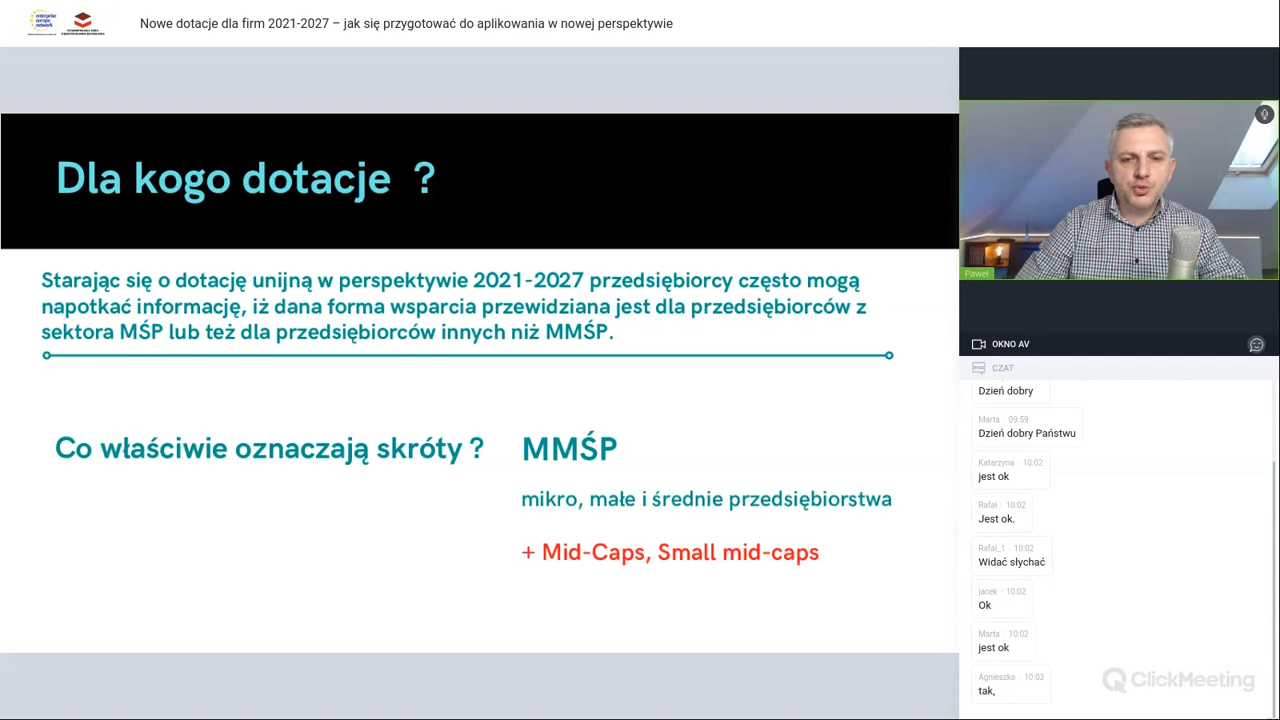 enterprise
europe
network
Nowe dotacje dla firm 2021-2027 – jak się przygotować do aplikowania w nowej perspektywie
Dla kogo dotacje ?
Starając się o dotację unijną w perspektywie 2021-2027 przedsiębiorcy często mogą
napotkać informację, iż dana forma wsparcia przewidziana jest dla przedsiębiorców z
sektora MŚP lub też dla przedsiębiorców innych niż MMŚP.
Co właściwie oznaczają skróty ?
MMŚP
mikro, małe i średnie przedsiębiorstwa
+ Mid-Caps, Small mid-caps
Paweł
OKNO AV
CZAT
Dzień dobry
Marta · 09:59
Dzień dobry Państwu
Katarzyna · 10:02
jest ok
Rafał · 10:02
Jest ok.
Rafał_1 · 10:02
Widać słychać
jacek · 10:02
Ok
Marta · 10:02
jest ok
Agnieszka · 10:03
tak,
ClickMeeting